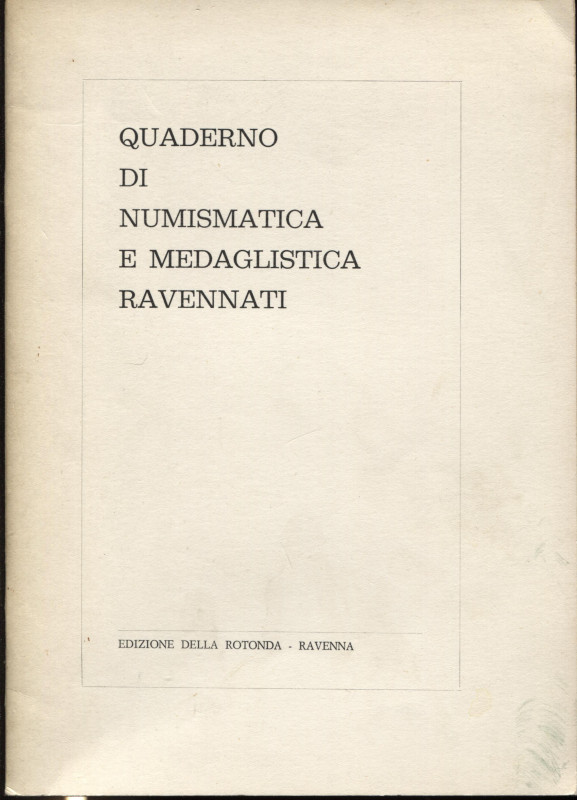 QUADERNO
DI
NUMISMATICA
E MEDAGLISTICA
RAVENNATI
EDIZIONE DELLA ROTONDA - RAVENNA